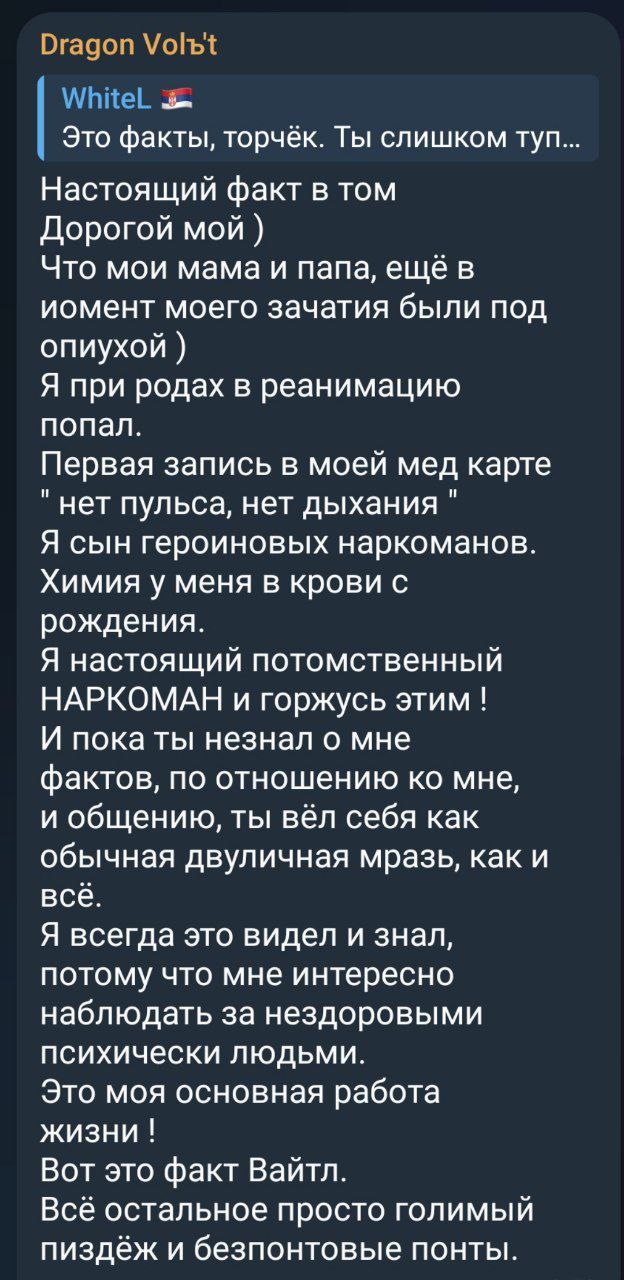 Dragon Volъ't
WhiteL 🇷🇸
Это факты, торчёк. Ты слишком туп...
Настоящий факт в том
Дорогой мой )
Что мои мама и папа, ещё в
иомент моего зачатия были под
опиухой )
Я при родах в реанимацию
попал.
Первая запись в моей мед карте
" нет пульса, нет дыхания "
Я сын героиновых наркоманов.
Химия у меня в крови с
рождения.
Я настоящий потомственный
НАРКОМАН и горжусь этим !
И пока ты незнал о мне
фактов, по отношению ко мне,
и общению, ты вёл себя как
обычная двуличная мразь, как и
всё.
Я всегда это видел и знал,
потому что мне интересно
наблюдать за нездоровыми
психически людьми.
Это моя основная работа
жизни !
Вот это факт Вайтл.
Всё остальное просто голимый
пиздёж и безпонтовые понты.